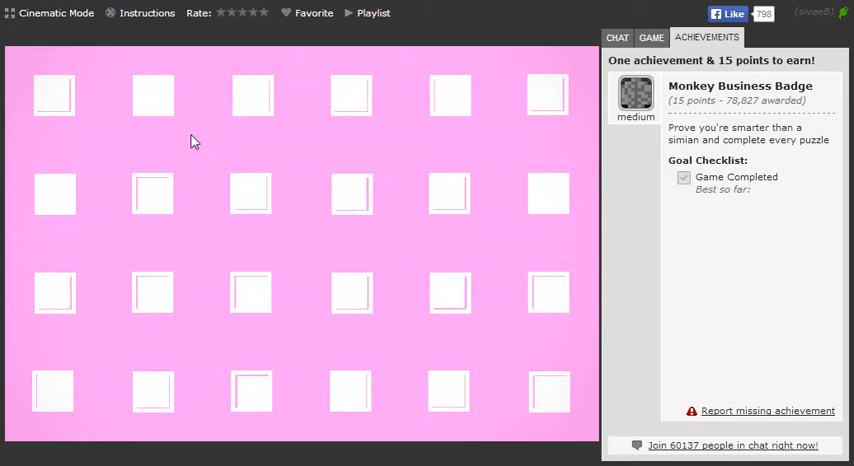 Cinematic Mode Instructions Rate: Favorite Playlist
Like 798 (sivae8)
CHAT GAME ACHIEVEMENTS
One achievement & 15 points to earn!
Monkey Business Badge
(15 points - 78,827 awarded)
medium
Prove you're smarter than a
simian and complete every puzzle
Goal Checklist:
Game Completed
Best so far:
Report missing achievement
Join 60137 people in chat right now!